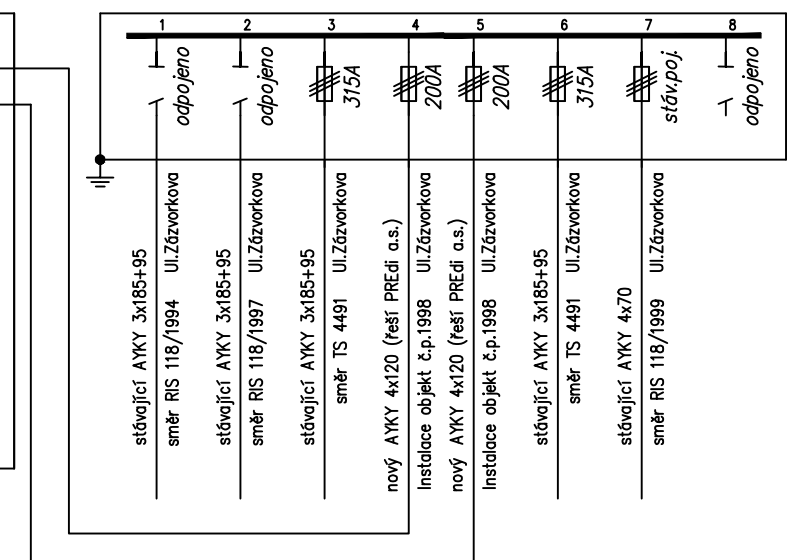 1 2 3 4 5 6 7 8
odpojeno
odpojeno
315A
200A
200A
315A
stáv.poj.
odpojeno
stávající AYKY 3x185+95
směr RIS 118/1994 Ul.Zázvorkova
stávající AYKY 3x185+95
směr RIS 118/1997 Ul.Zázvorkova
stávající AYKY 3x185+95
směr TS 4491 Ul.Zázvorkova
nový AYKY 4x120 (řeší PREdi a.s.)
Instalace objekt č.p.1998 Ul.Zázvorkova
nový AYKY 4x120 (řeší PREdi a.s.)
Instalace objekt č.p.1998 Ul.Zázvorkova
stávající AYKY 3x185+95
směr TS 4491 Ul.Zázvorkova
stávající AYKY 4x70
směr RIS 118/1999 Ul.Zázvorkova